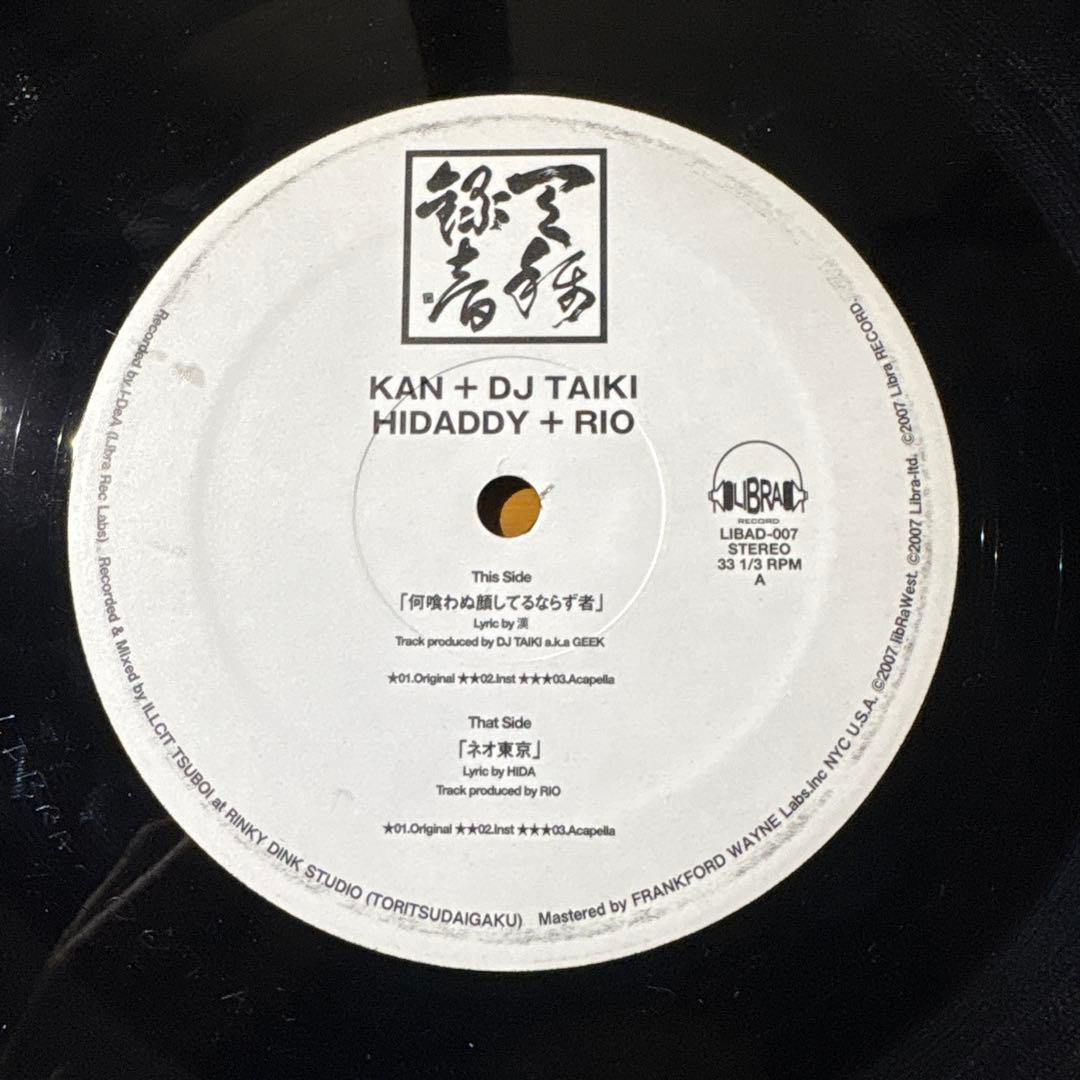 録音
KAN + DJ TAIKI
HIDADDY + RIO
LIBRA
RECORD
LIBAD-007
STEREO
33 1/3 RPM
A
This Side
「何喰わぬ顔してるならず者」
Lyric by 漢
Track produced by DJ TAIKI a.k.a GEEK
★01.Original ★★02.Inst ★★★03.Acapella
That Side
「ネオ東京」
Lyric by HIDA
Track produced by RIO
★01.Original ★★02.Inst ★★★03.Acapella
Recorded by I-DeA (Libra Rec Labs). Recorded & Mixed by ILLCIT TSUBOI at RINKY DINK STUDIO (TORITSUDAIGAKU) Mastered by FRANKFORD WAYNE Labs.inc NYC U.S.A. ©2007 libRaWest. ©2007 Libra-ltd. ©2007 Libra RECORD.